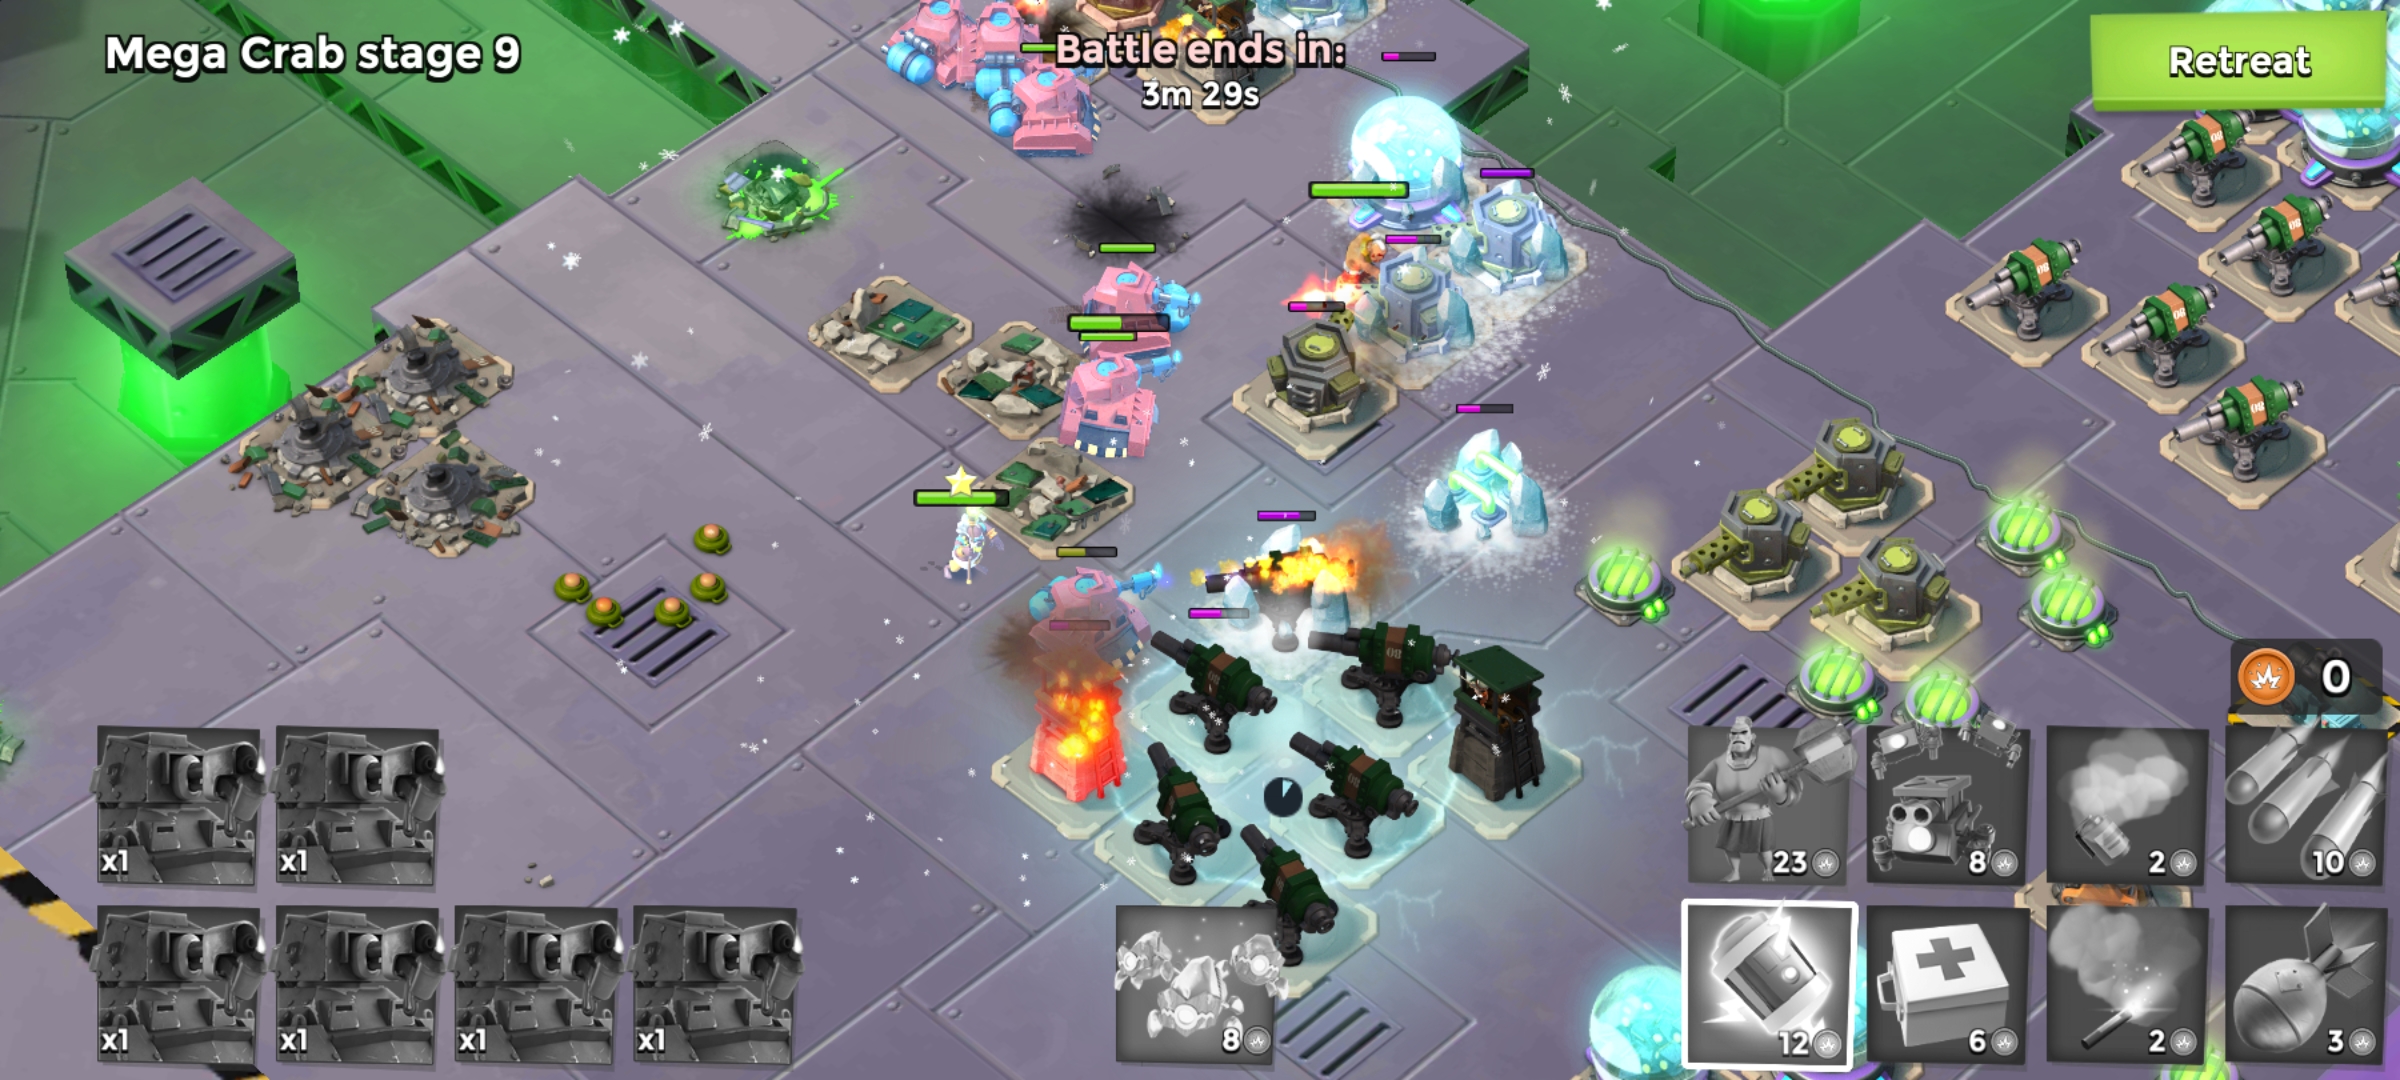 Mega Crab stage 9
Battle ends in:
3m 29s
Retreat
0
x1
x1
23
8
2
10
x1
x1
x1
x1
8
12
6
2
3